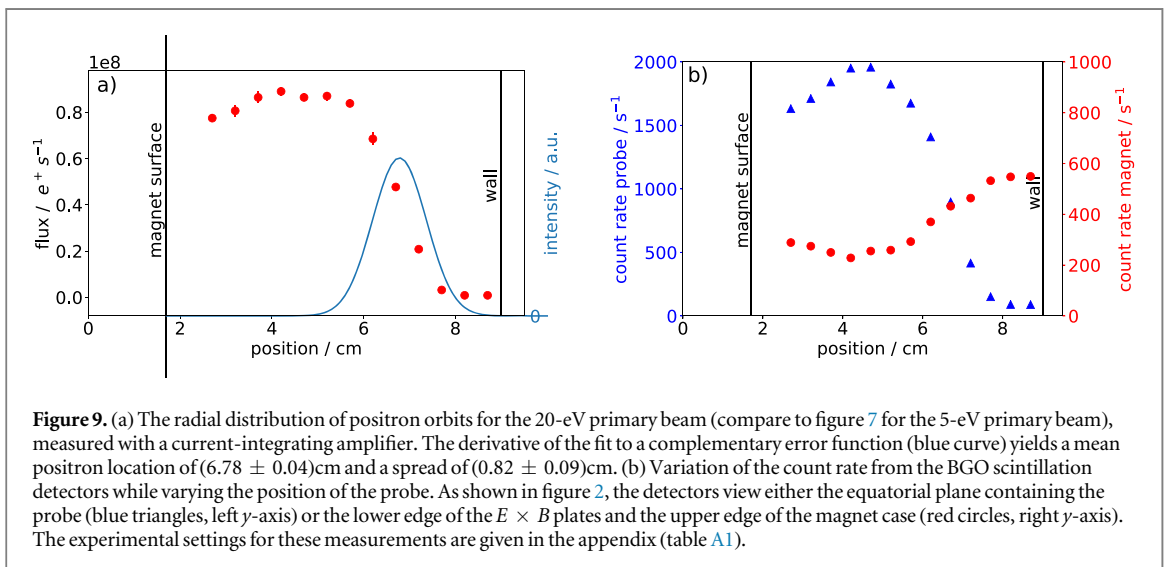 1e8
a)
0.8
0.6
0.4
0.2
0.0
flux / e⁺ s⁻¹
magnet surface
wall
intensity / a.u.
0
0 2 4 6 8
position / cm
b)
2000
1500
1000
500
0
count rate probe / s⁻¹
magnet surface
wall
1000
800
600
400
200
0
count rate magnet / s⁻¹
0 2 4 6 8
position / cm
Figure 9. (a) The radial distribution of positron orbits for the 20-eV primary beam (compare to figure 7 for the 5-eV primary beam),
measured with a current-integrating amplifier. The derivative of the fit to a complementary error function (blue curve) yields a mean
positron location of (6.78 ± 0.04)cm and a spread of (0.82 ± 0.09)cm. (b) Variation of the count rate from the BGO scintillation
detectors while varying the position of the probe. As shown in figure 2, the detectors view either the equatorial plane containing the
probe (blue triangles, left y-axis) or the lower edge of the E × B plates and the upper edge of the magnet case (red circles, right y-axis).
The experimental settings for these measurements are given in the appendix (table A1).